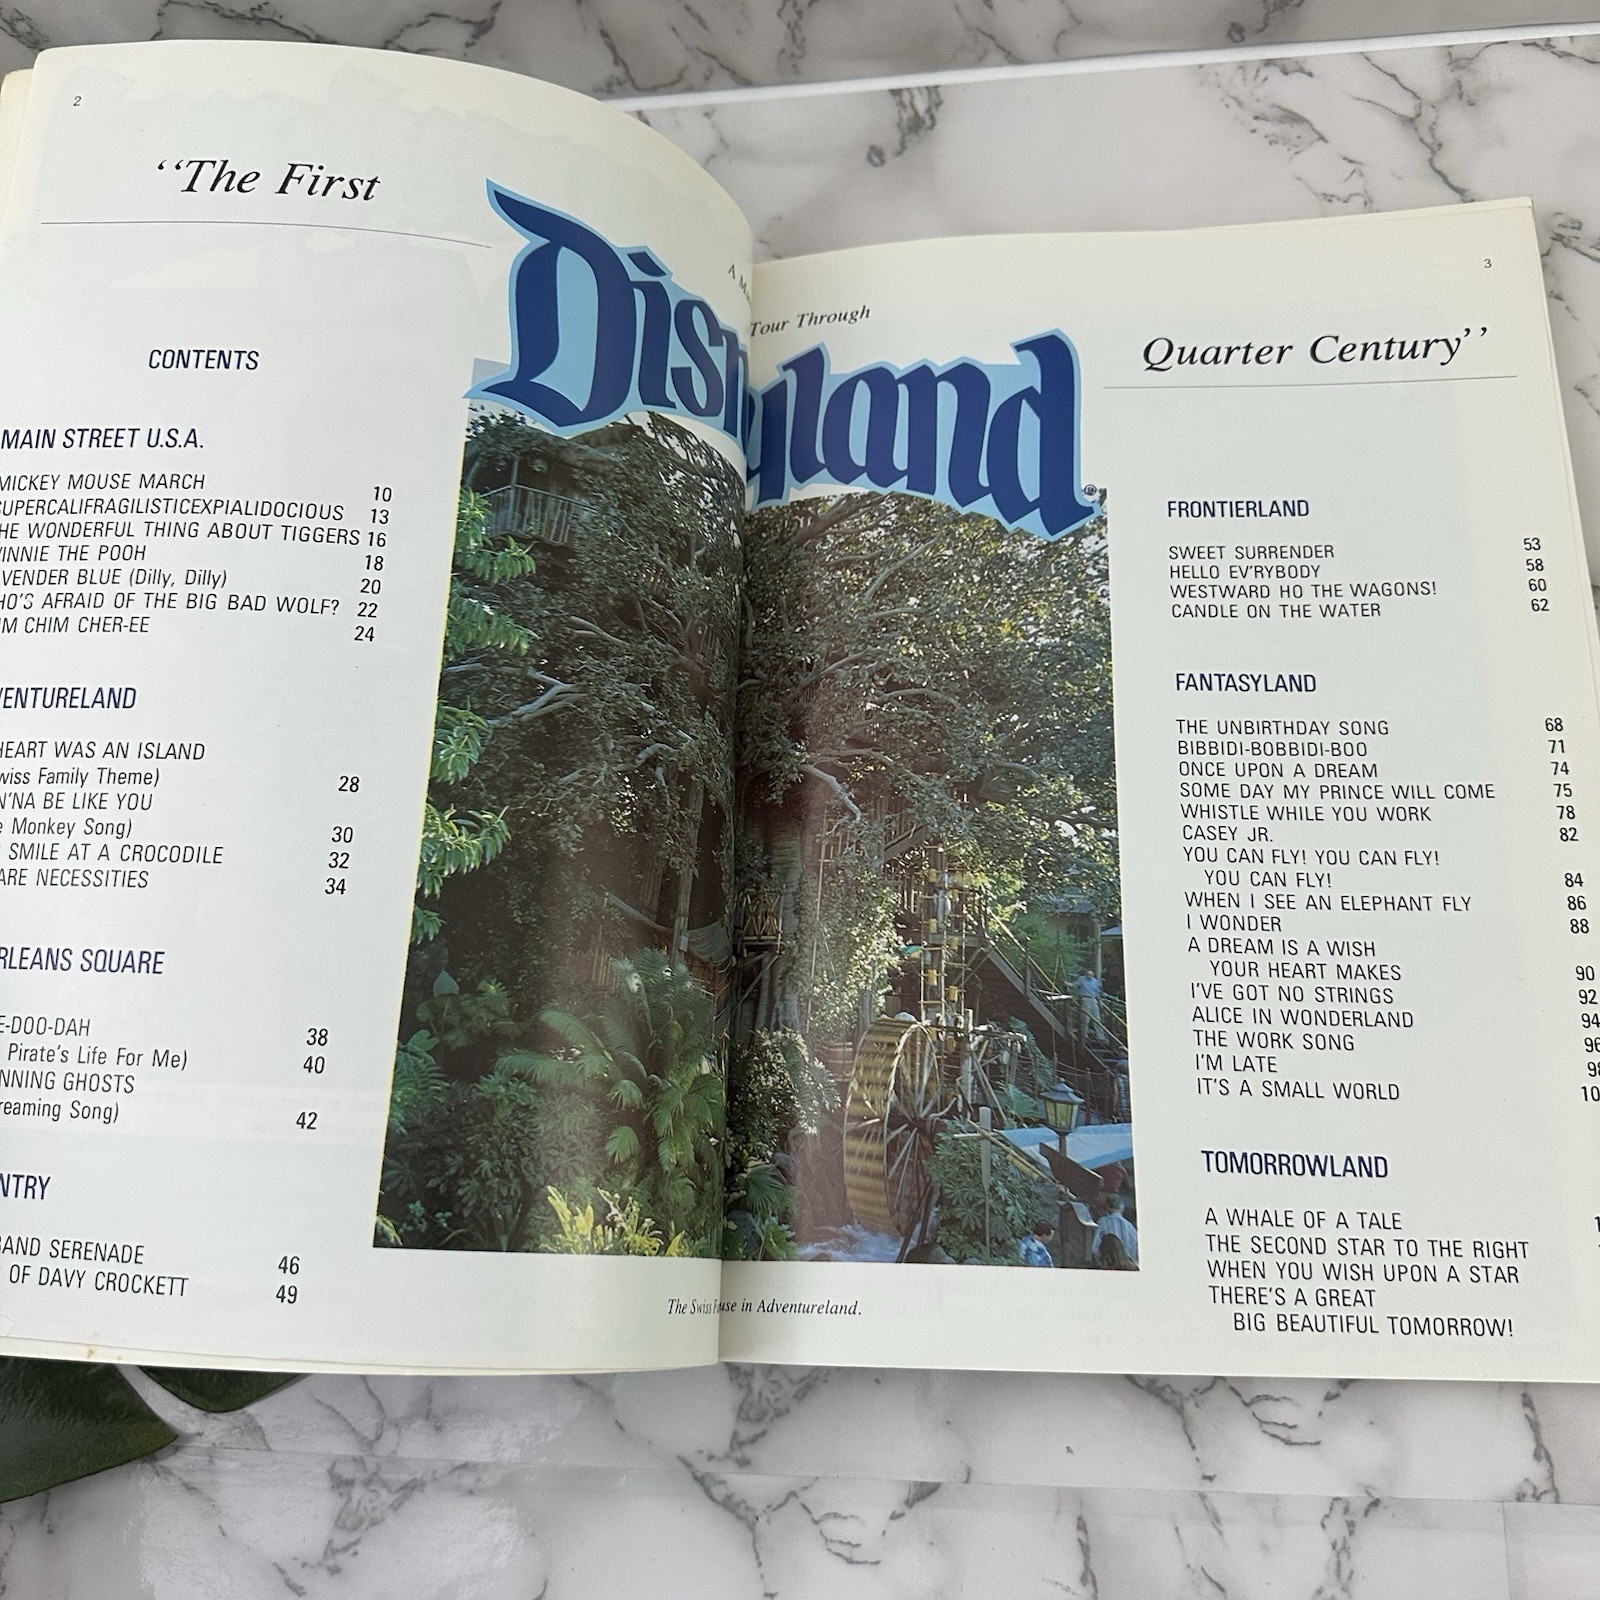 2
"The First
Disneyland®
Tour Through
3
Quarter Century"
CONTENTS
MAIN STREET U.S.A.
MICKEY MOUSE MARCH 10
SUPERCALIFRAGILISTICEXPIALIDOCIOUS 13
HE WONDERFUL THING ABOUT TIGGERS 16
INNIE THE POOH 18
VENDER BLUE (Dilly, Dilly) 20
HO'S AFRAID OF THE BIG BAD WOLF? 22
IM CHIM CHER-EE 24
ENTURELAND
HEART WAS AN ISLAND
wiss Family Theme) 28
N'NA BE LIKE YOU
e Monkey Song) 30
SMILE AT A CROCODILE 32
ARE NECESSITIES 34
RLEANS SQUARE
E-DOO-DAH 38
Pirate's Life For Me) 40
NNING GHOSTS
reaming Song) 42
NTRY
BAND SERENADE 46
OF DAVY CROCKETT 49
The Swiss House in Adventureland.
FRONTIERLAND
SWEET SURRENDER 53
HELLO EV'RYBODY 58
WESTWARD HO THE WAGONS! 60
CANDLE ON THE WATER 62
FANTASYLAND
THE UNBIRTHDAY SONG 68
BIBBIDI-BOBBIDI-BOO 71
ONCE UPON A DREAM 74
SOME DAY MY PRINCE WILL COME 75
WHISTLE WHILE YOU WORK 78
CASEY JR. 82
YOU CAN FLY! YOU CAN FLY!
YOU CAN FLY! 84
WHEN I SEE AN ELEPHANT FLY 86
I WONDER 88
A DREAM IS A WISH
YOUR HEART MAKES 90
I'VE GOT NO STRINGS 92
ALICE IN WONDERLAND 94
THE WORK SONG 96
I'M LATE 98
IT'S A SMALL WORLD 10
TOMORROWLAND
A WHALE OF A TALE
THE SECOND STAR TO THE RIGHT
WHEN YOU WISH UPON A STAR
THERE'S A GREAT
BIG BEAUTIFUL TOMORROW!